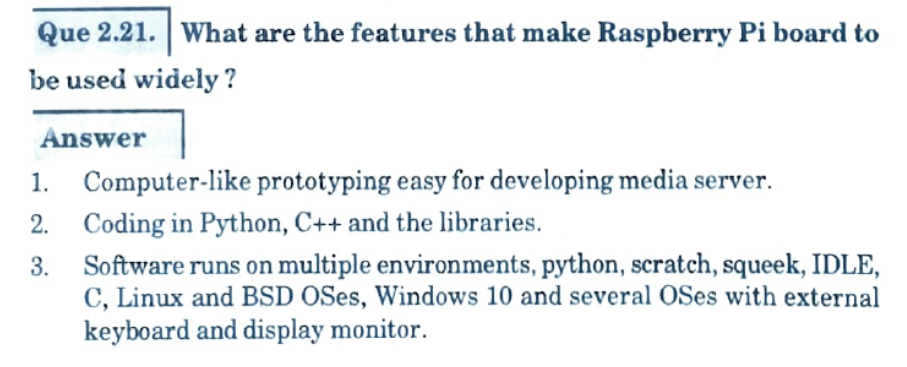 Que 2.21. What are the features that make Raspberry Pi board to
be used widely ?
Answer
1. Computer-like prototyping easy for developing media server.
2. Coding in Python, C++ and the libraries.
3. Software runs on multiple environments, python, scratch, squeek, IDLE,
C, Linux and BSD OSes, Windows 10 and several OSes with external
keyboard and display monitor.